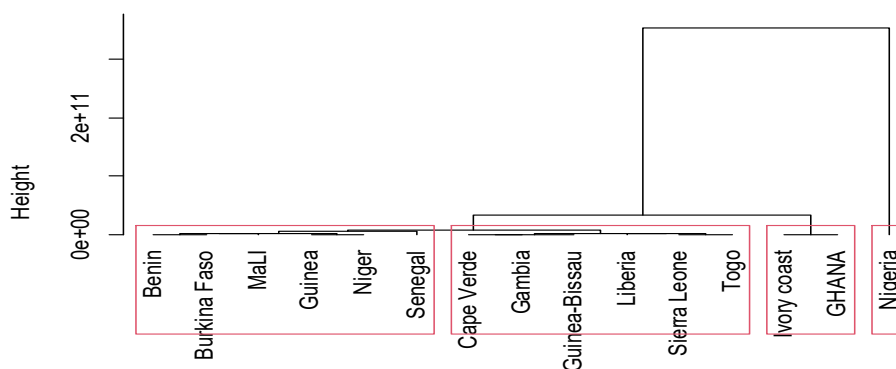 Height
2e+11
0e+00
Benin
Burkina Faso
MaLI
Guinea
Niger
Senegal
Cape Verde
Gambia
Guinea-Bissau
Liberia
Sierra Leone
Togo
Ivory coast
GHANA
Nigeria